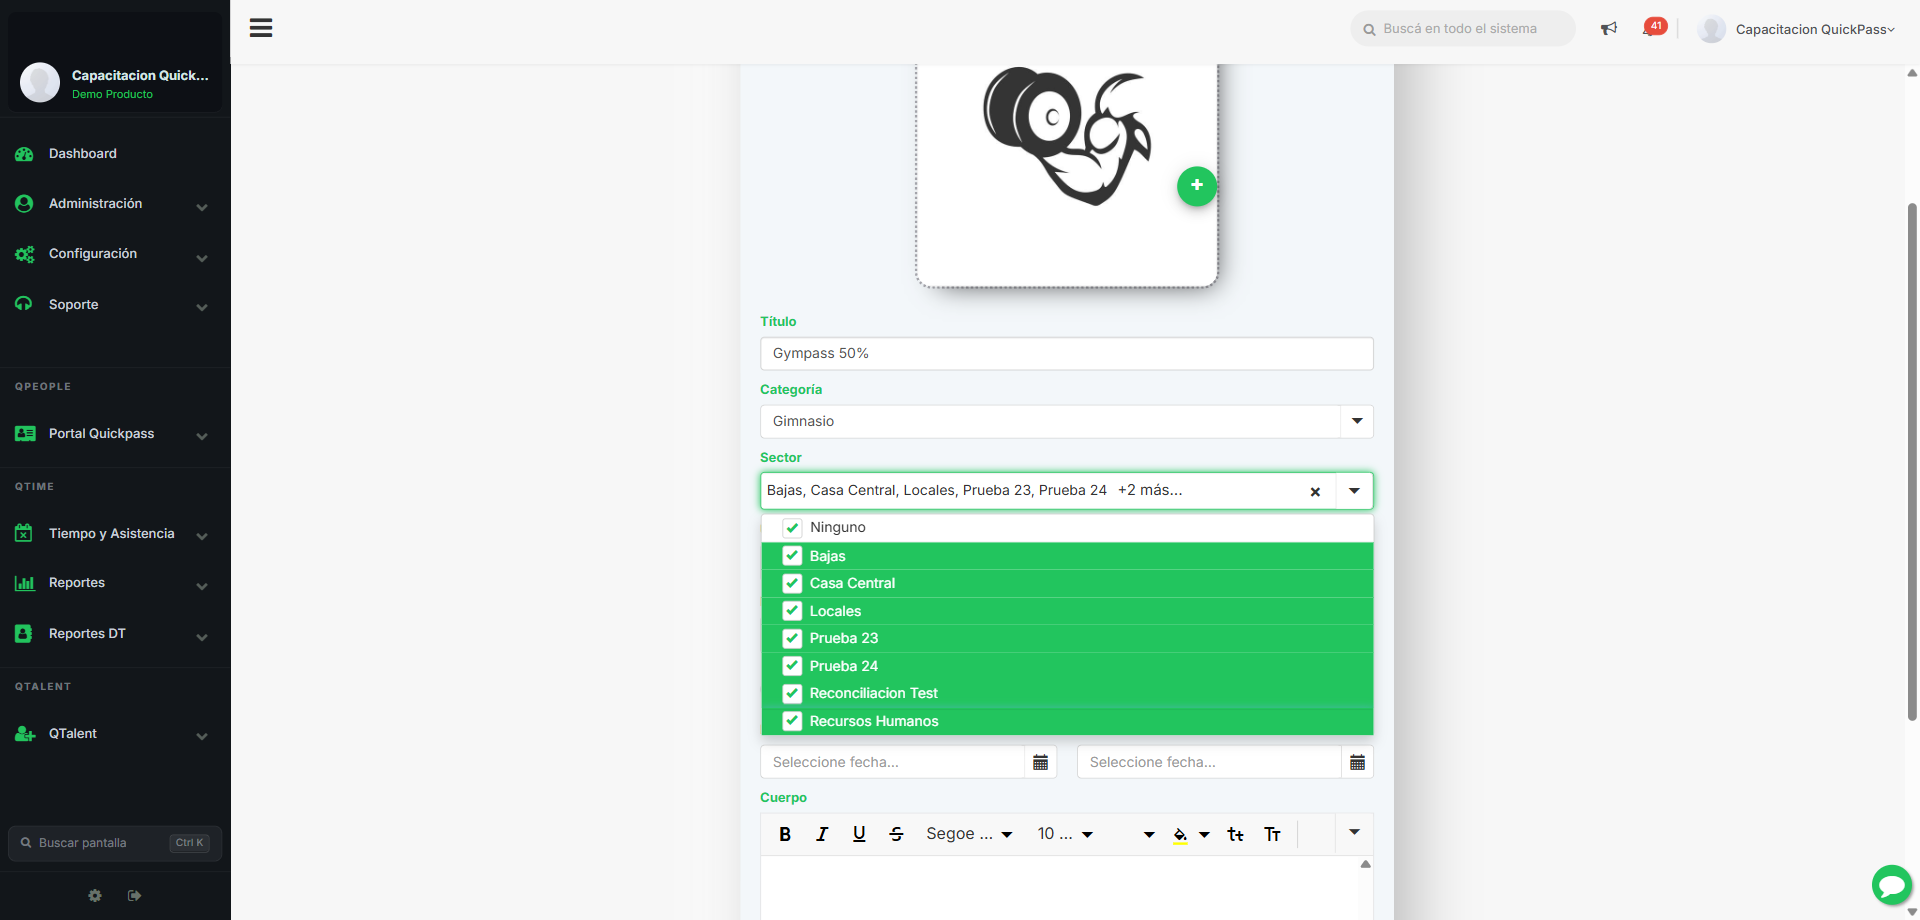 Buscá en todo el sistema
41
Capacitacion QuickPass
Capacitacion Quick...
Demo Producto
Dashboard
Administración
Configuración
Soporte
QPEOPLE
Portal Quickpass
QTIME
Tiempo y Asistencia
Reportes
Reportes DT
QTALENT
QTalent
Buscar pantalla
Ctrl K
Título
Gympass 50%
Categoría
Gimnasio
Sector
Bajas, Casa Central, Locales, Prueba 23, Prueba 24 +2 más...
Ninguno
Bajas
Casa Central
Locales
Prueba 23
Prueba 24
Reconciliacion Test
Recursos Humanos
Seleccione fecha...
Seleccione fecha...
Cuerpo
B I U S Segoe ... 10 ...